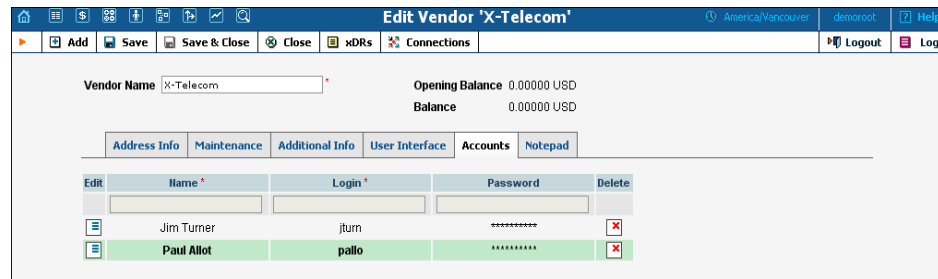 Edit Vendor 'X-Telecom' America/Vancouver demoroot ? Help
Add Save Save & Close Close xDRs Connections Logout Log
Vendor Name X-Telecom * Opening Balance 0.00000 USD
Balance 0.00000 USD
Address Info Maintenance Additional Info User Interface Accounts Notepad
Edit Name * Login * Password Delete
Jim Turner jturn **********
Paul Allot pallo **********